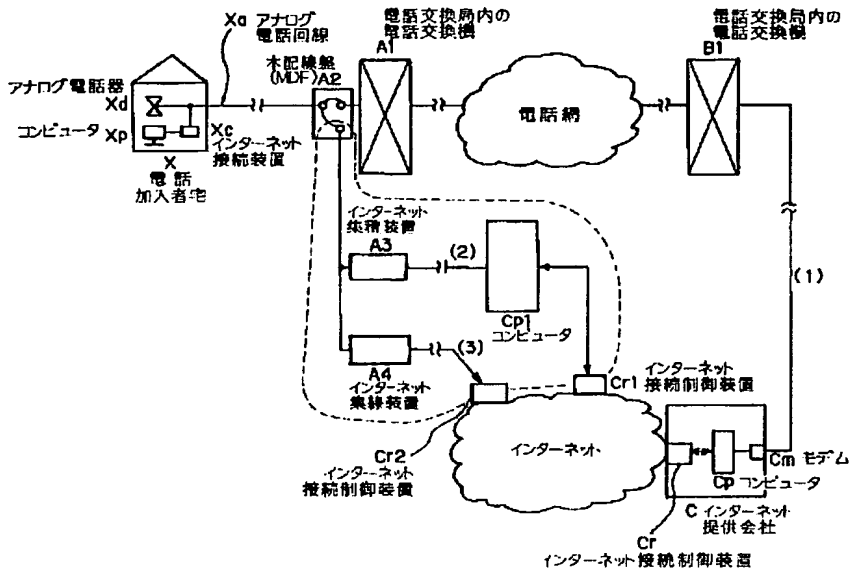 Xa アナログ
電話回線
電話交換局内の
電話交換機
A1
電話交換局内の
電話交換機
B1
木配線盤
(MDF)A2
アナログ電話器
Xd
コンピュータ Xp
Xc
インターネット
接続装置
X
電話
加入者宅
電話網
インターネット
集積装置
A3
(2)
Cp1
コンピュータ
(1)
A4
インターネット
集線装置
(3)
Cr1 インターネット
接続制御装置
Cr2
インターネット
接続制御装置
インターネット
Cm モデム
Cp コンピュータ
C インターネット
提供会社
Cr
インターネット接続制御装置